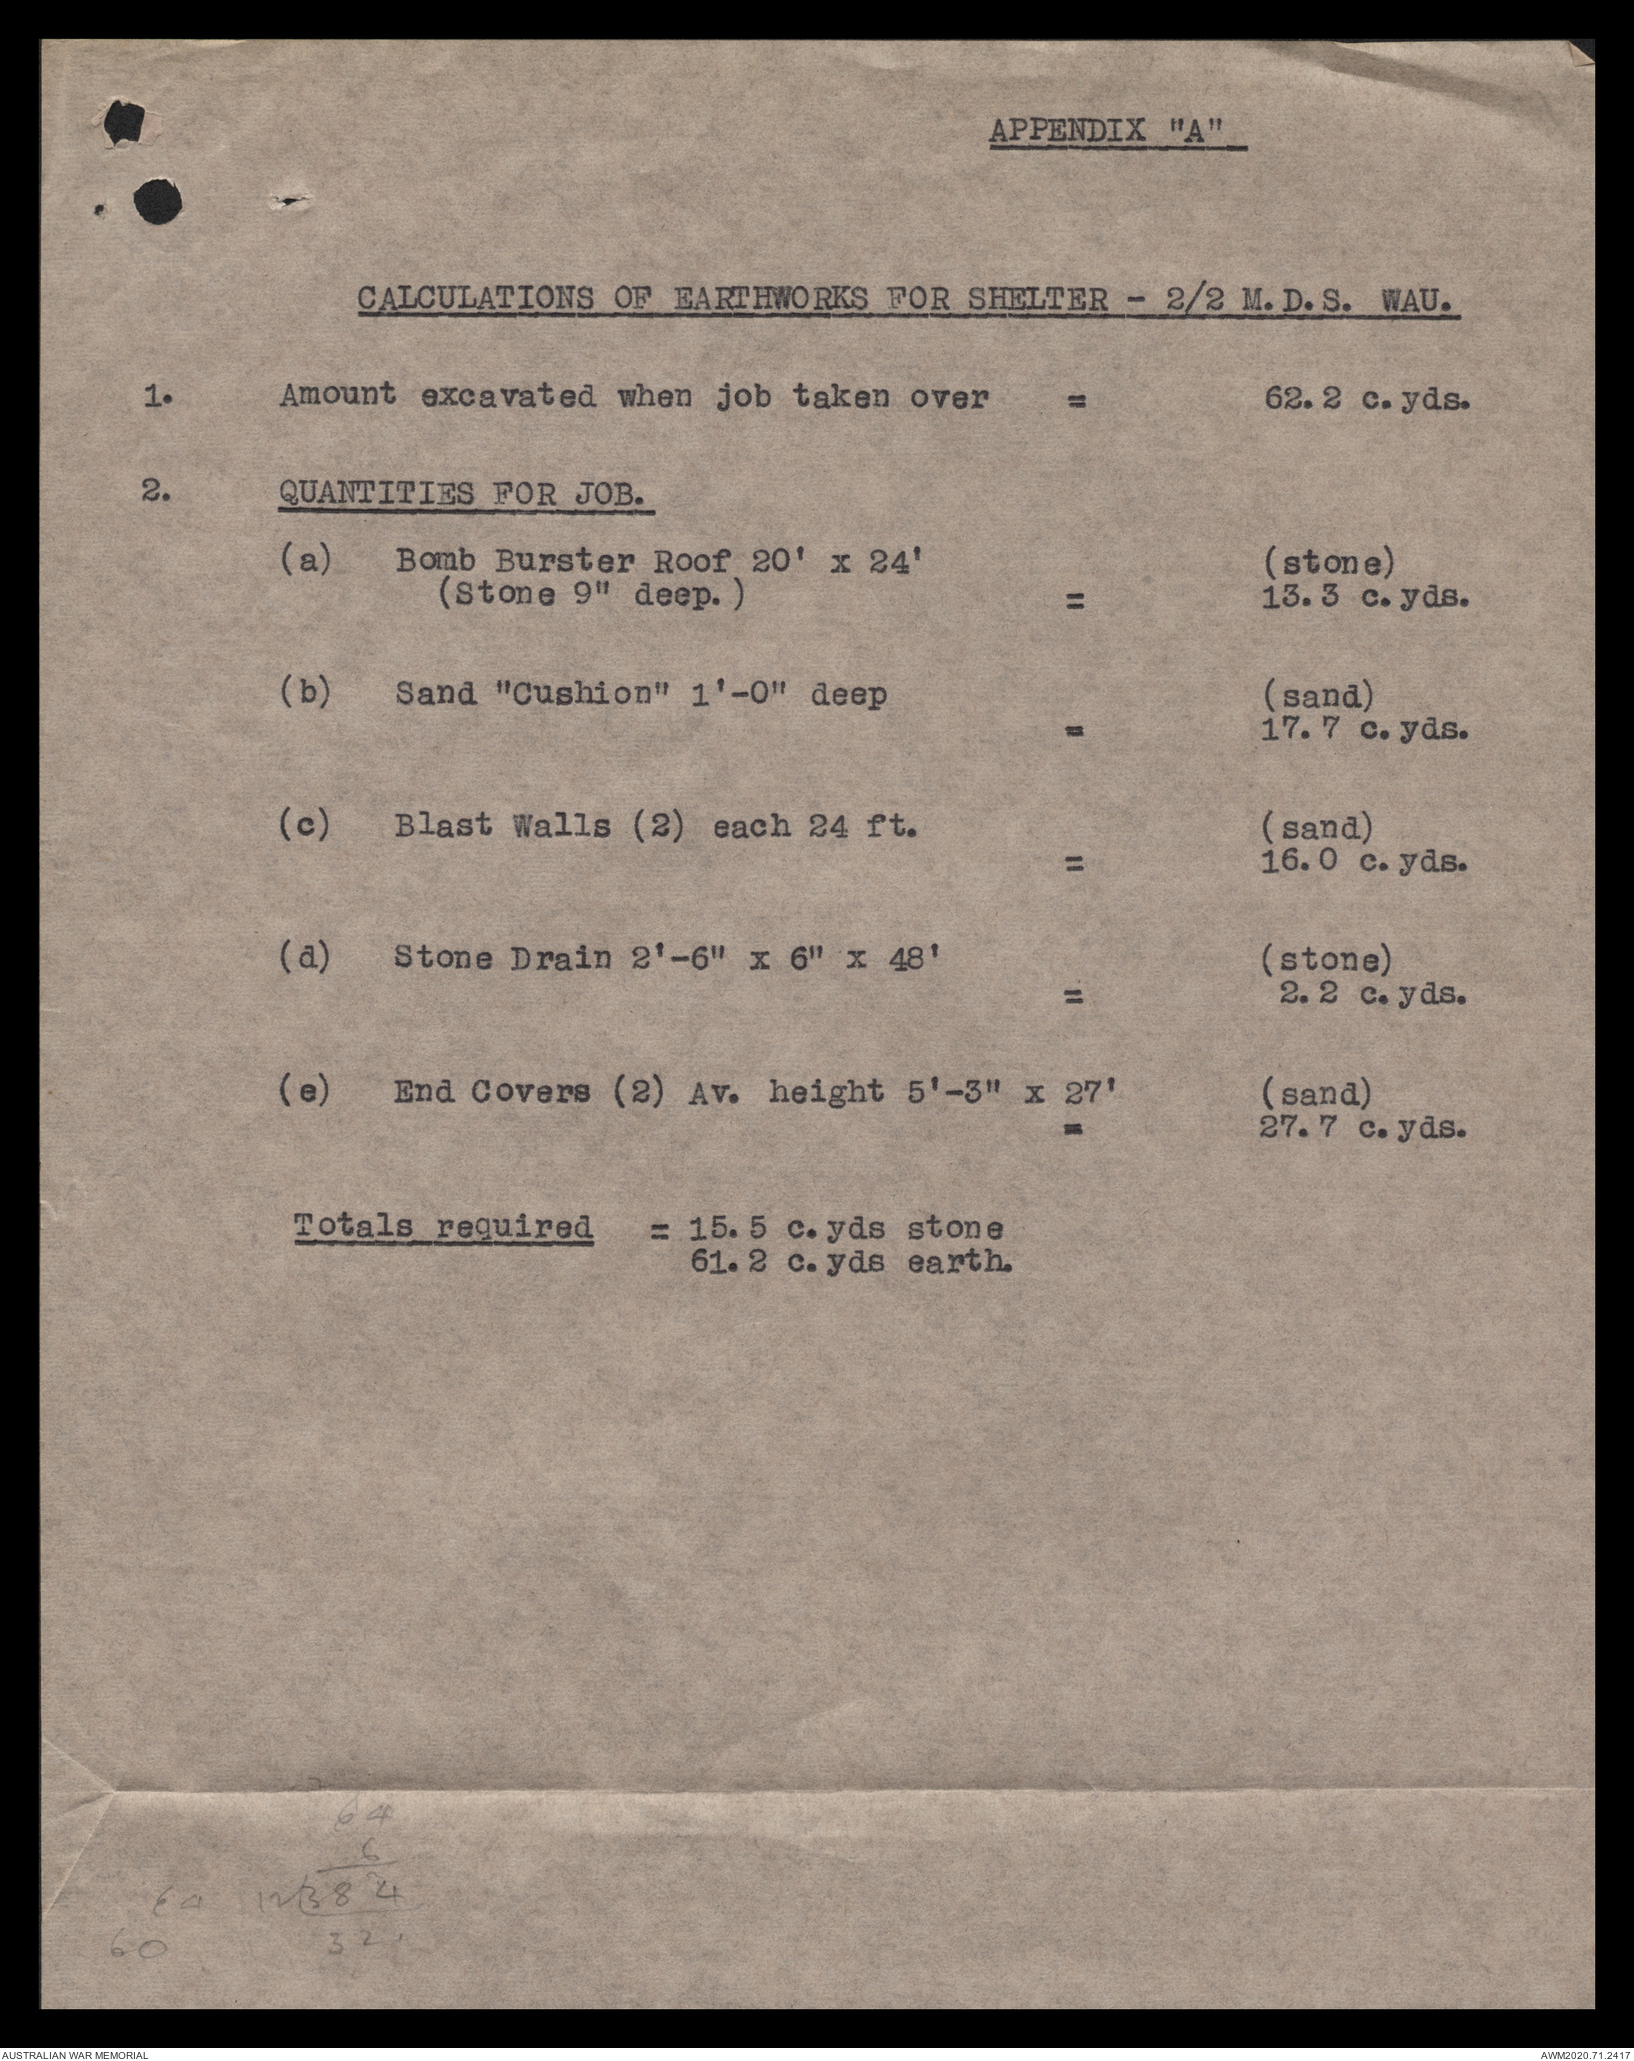 APPENDIX "A"
CALCULATIONS OF EARTHWORKS FOR SHELTER - 2/2 M.D.S. WAU.
1. Amount excavated when job taken over = 62.2 c.yds.
2. QUANTITIES FOR JOB.
(a) Bomb Burster Roof 20' x 24' (stone)
(Stone 9" deep.) = 13.3 c.yds.
(b) Sand "Cushion" 1'-0" deep (sand)
= 17.7 c.yds.
(c) Blast Walls (2) each 24 ft. (sand)
= 16.0 c.yds.
(d) Stone Drain 2'-6" x 6" x 48' (stone)
= 2.2 c.yds.
(e) End Covers (2) Av. height 5'-3" x 27' (sand)
= 27.7 c.yds.
Totals required = 15.5 c.yds stone
61.2 c.yds earth.
64
6
64 12 384
60 32
AUSTRALIAN WAR MEMORIAL AWM2020.71.2417